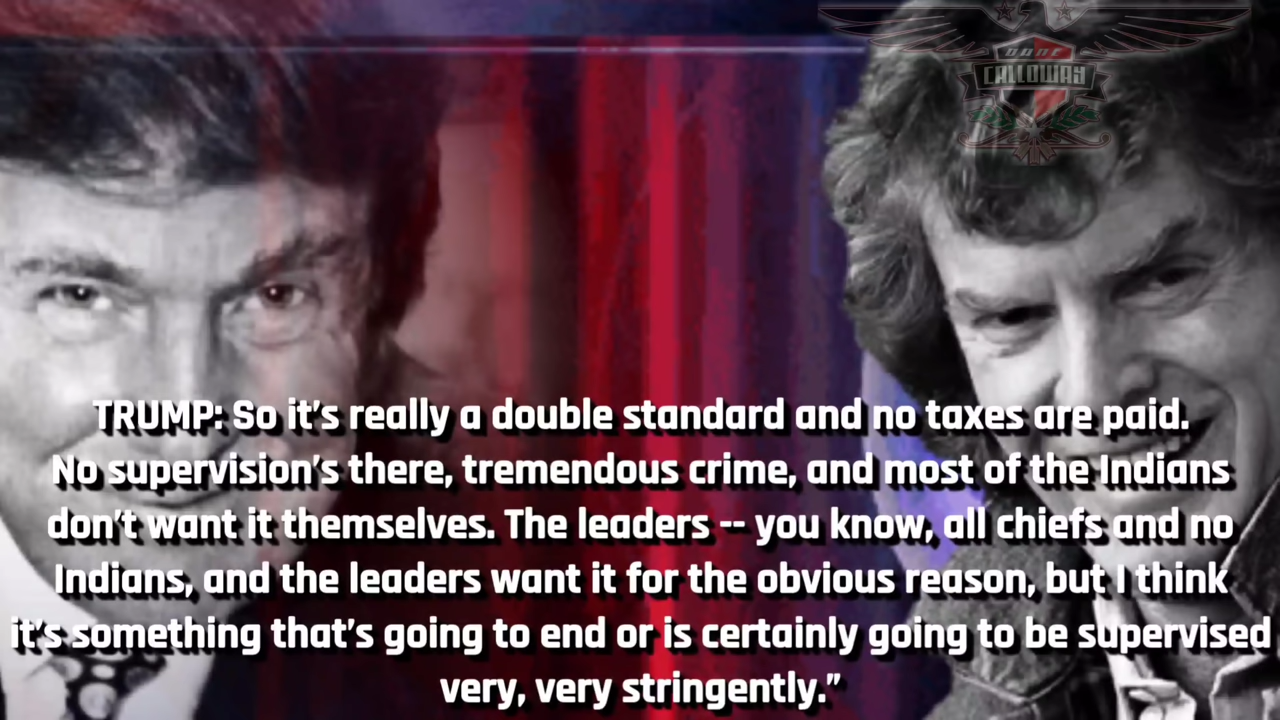 DANE
CALLOWAY
TRUMP: So it's really a double standard and no taxes are paid.
No supervision's there, tremendous crime, and most of the Indians
don't want it themselves. The leaders -- you know, all chiefs and no
Indians, and the leaders want it for the obvious reason, but I think
it's something that's going to end or is certainly going to be supervised
very, very stringently.”